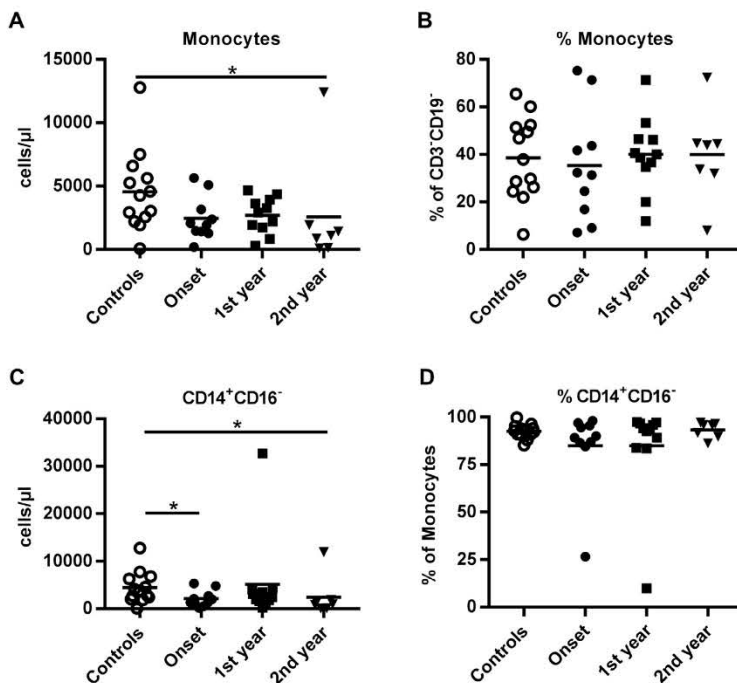 A
Monocytes
15000
10000
5000
0
cells/µl
*
Controls
Onset
1st year
2nd year
B
% Monocytes
80
60
40
20
0
% of CD3⁻CD19⁻
Controls
Onset
1st year
2nd year
C
CD14⁺CD16⁻
40000
30000
20000
10000
0
cells/µl
*
*
Controls
Onset
1st year
2nd year
D
% CD14⁺CD16⁻
100
75
50
25
0
% of Monocytes
Controls
Onset
1st year
2nd year